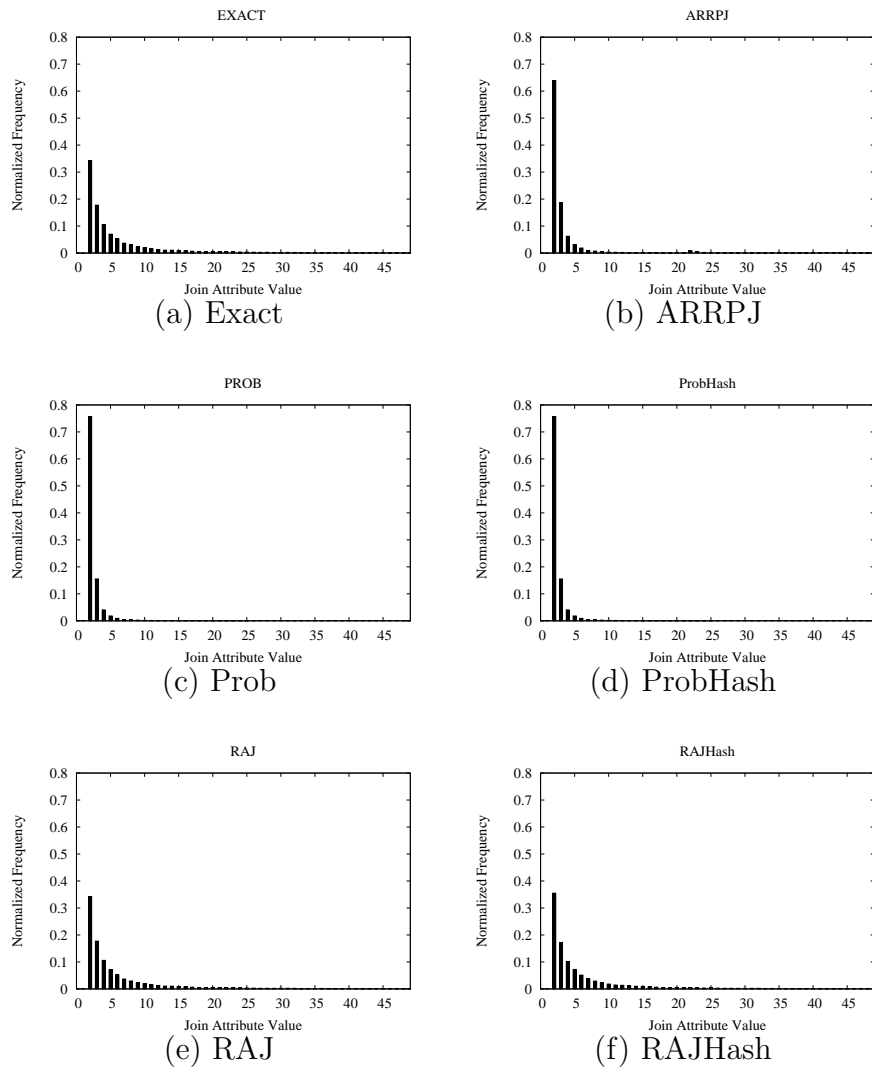 EXACT
0.8
0.7
0.6
0.5
0.4
0.3
0.2
0.1
0
Normalized Frequency
0 5 10 15 20 25 30 35 40 45
Join Attribute Value
(a) Exact
ARRPJ
0.8
0.7
0.6
0.5
0.4
0.3
0.2
0.1
0
Normalized Frequency
0 5 10 15 20 25 30 35 40 45
Join Attribute Value
(b) ARRPJ
PROB
0.8
0.7
0.6
0.5
0.4
0.3
0.2
0.1
0
Normalized Frequency
0 5 10 15 20 25 30 35 40 45
Join Attribute Value
(c) Prob
ProbHash
0.8
0.7
0.6
0.5
0.4
0.3
0.2
0.1
0
Normalized Frequency
0 5 10 15 20 25 30 35 40 45
Join Attribute Value
(d) ProbHash
RAJ
0.8
0.7
0.6
0.5
0.4
0.3
0.2
0.1
0
Normalized Frequency
0 5 10 15 20 25 30 35 40 45
Join Attribute Value
(e) RAJ
RAJHash
0.8
0.7
0.6
0.5
0.4
0.3
0.2
0.1
0
Normalized Frequency
0 5 10 15 20 25 30 35 40 45
Join Attribute Value
(f) RAJHash